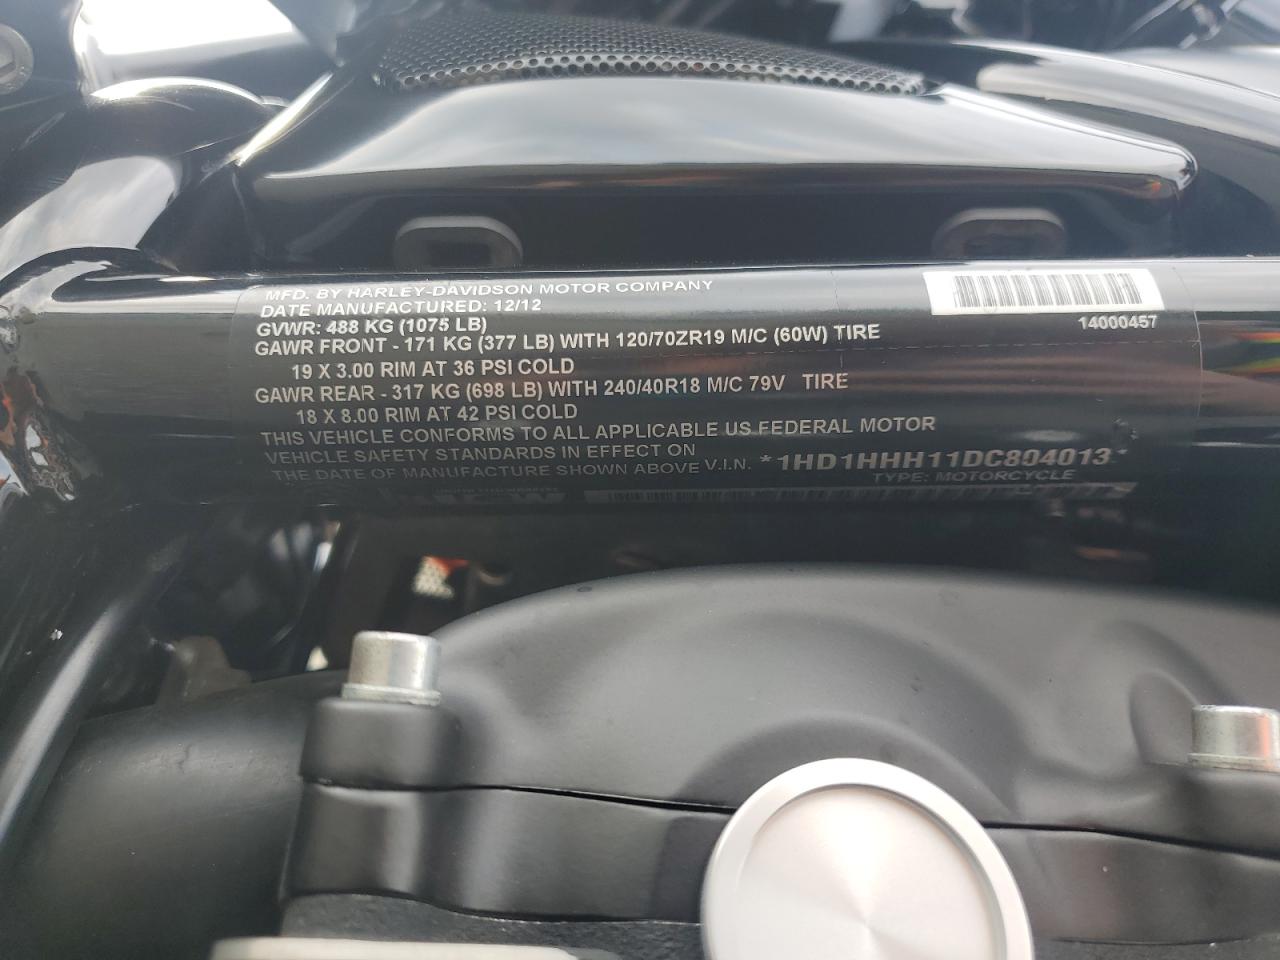 MFD. BY HARLEY-DAVIDSON MOTOR COMPANY
DATE MANUFACTURED: 12/12
GVWR: 488 KG (1075 LB)
GAWR FRONT - 171 KG (377 LB) WITH 120/70ZR19 M/C (60W) TIRE
19 X 3.00 RIM AT 36 PSI COLD
GAWR REAR - 317 KG (698 LB) WITH 240/40R18 M/C 79V TIRE
18 X 8.00 RIM AT 42 PSI COLD
THIS VEHICLE CONFORMS TO ALL APPLICABLE US FEDERAL MOTOR
VEHICLE SAFETY STANDARDS IN EFFECT ON
THE DATE OF MANUFACTURE SHOWN ABOVE V.I.N. *1HD1HHH11DC804013*
TYPE: MOTORCYCLE
14000457